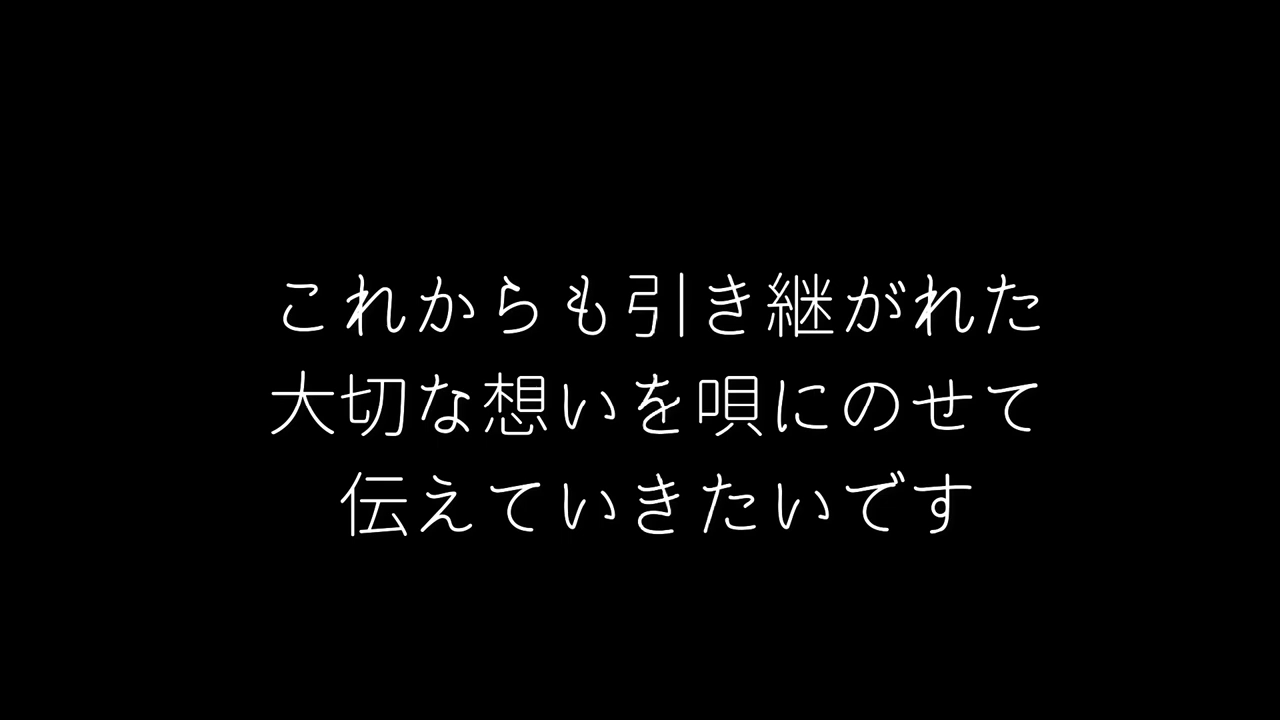 これからも引き継がれた
大切な想いを唄にのせて
伝えていきたいです